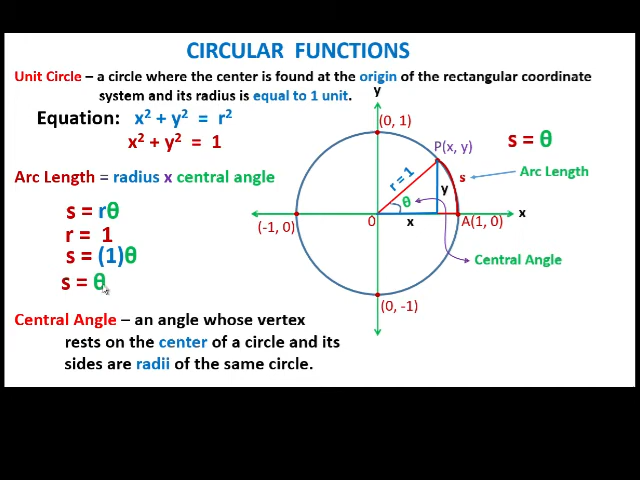 CIRCULAR FUNCTIONS
Unit Circle – a circle where the center is found at the origin of the rectangular coordinate
system and its radius is equal to 1 unit.
Equation: x² + y² = r²
x² + y² = 1
Arc Length = radius x central angle
s = rθ
r = 1
s = (1)θ
s = θ
Central Angle – an angle whose vertex
rests on the center of a circle and its
sides are radii of the same circle.
y
(0, 1)
P(x, y)
s = θ
r = 1
s
Arc Length
θ
y
(-1, 0)
0
x
A(1, 0)
x
Central Angle
(0, -1)